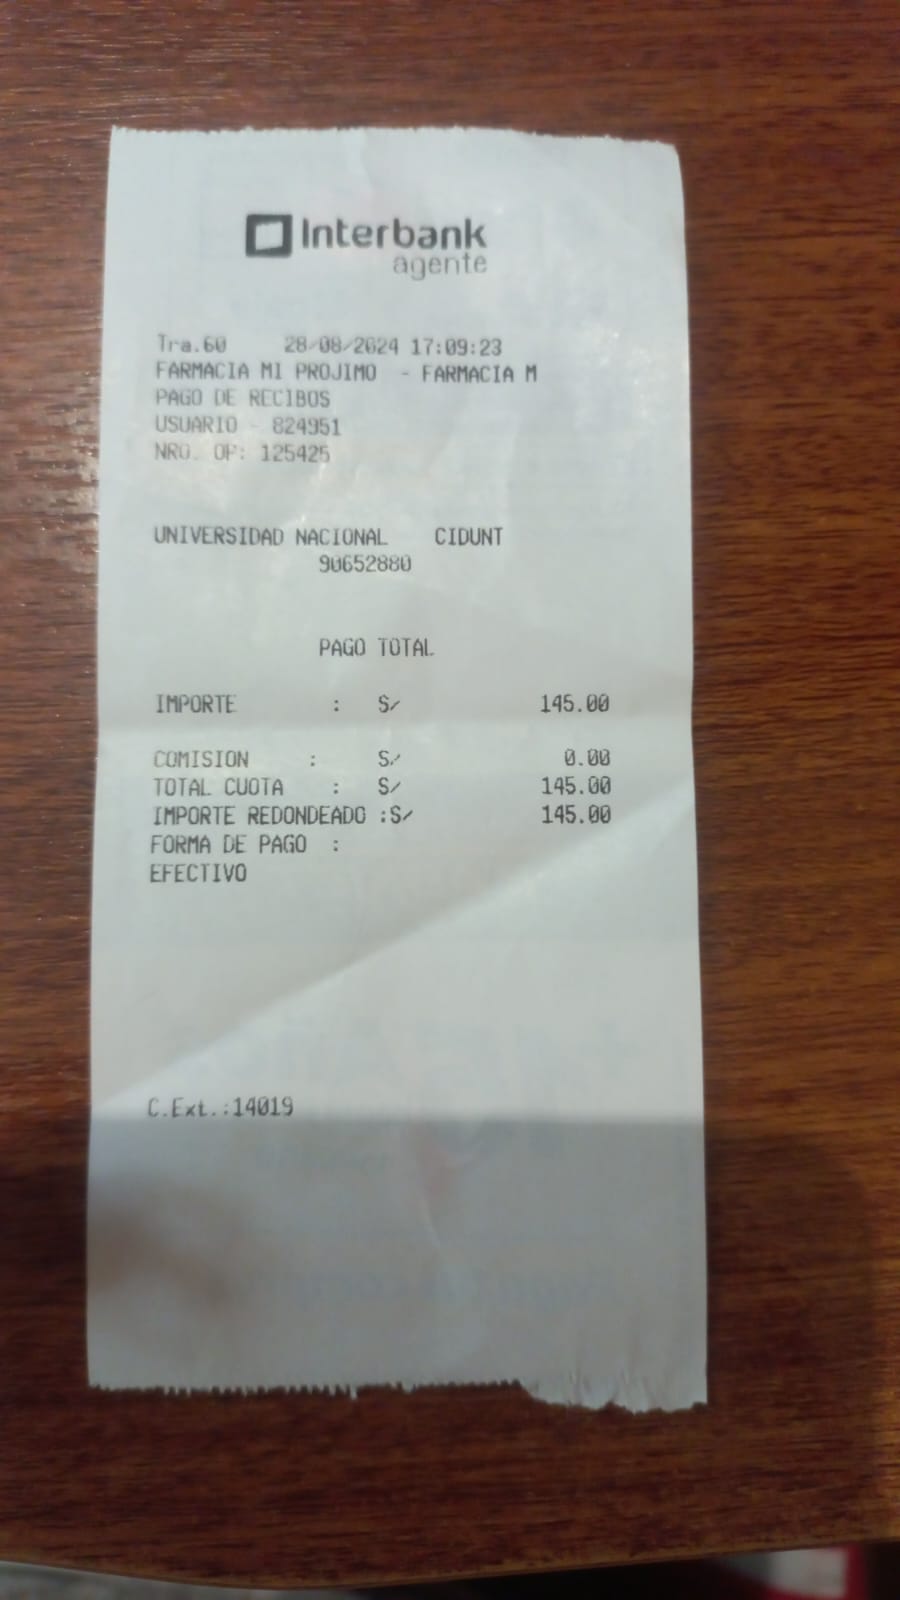 Interbank
agente
Tra.60 28/08/2024 17:09:23
FARMACIA MI PROJIMO - FARMACIA M
PAGO DE RECIBOS
USUARIO - 824951
NRO. OP: 125425
UNIVERSIDAD NACIONAL CIDUNT
90652880
PAGO TOTAL
IMPORTE : S/ 145.00
COMISION : S/ 0.00
TOTAL CUOTA : S/ 145.00
IMPORTE REDONDEADO :S/ 145.00
FORMA DE PAGO :
EFECTIVO
C.Ext.:14019